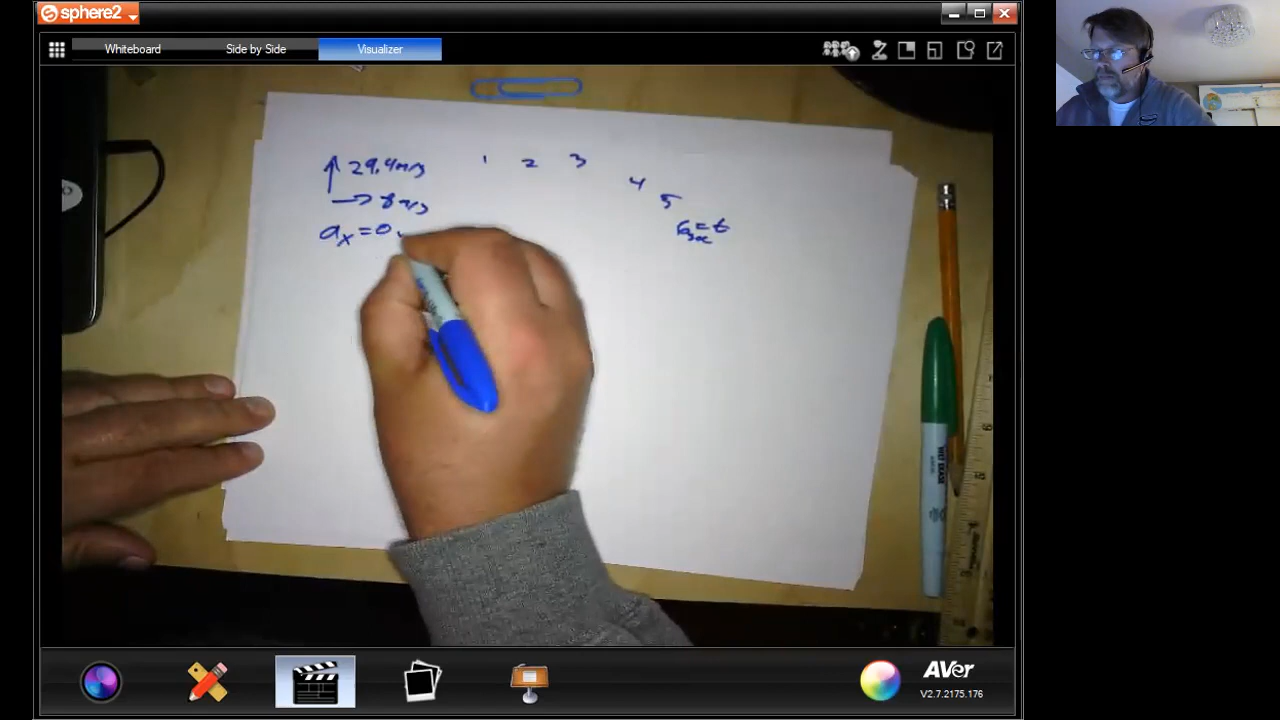 sphere2
Whiteboard Side by Side Visualizer
↑ 29.4 m/s 1 2 3
4
→ 8 m/s 5
6 = t
aₓ = 0
AVer
V2.7.2175.176